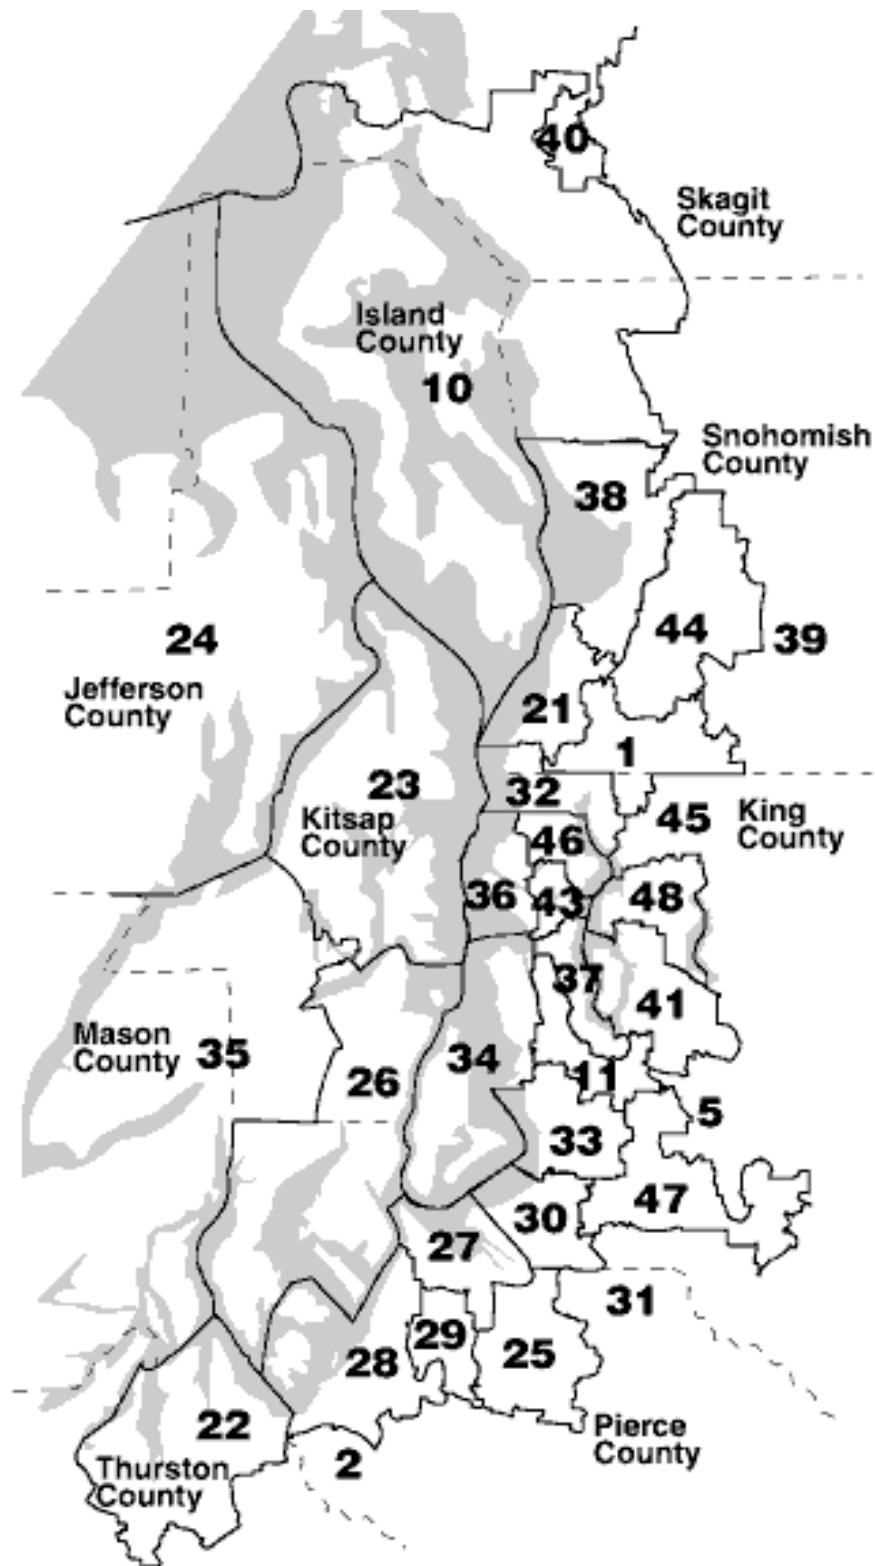 40
Skagit
County
Island
County
10
Snohomish
County
38
24
44
39
Jefferson
County
21
1
23
32
Kitsap
County
45
King
County
46
36
43
48
37
41
Mason
County
35
34
26
11
5
33
47
30
27
31
29
28
25
22
Pierce
County
2
Thurston
County